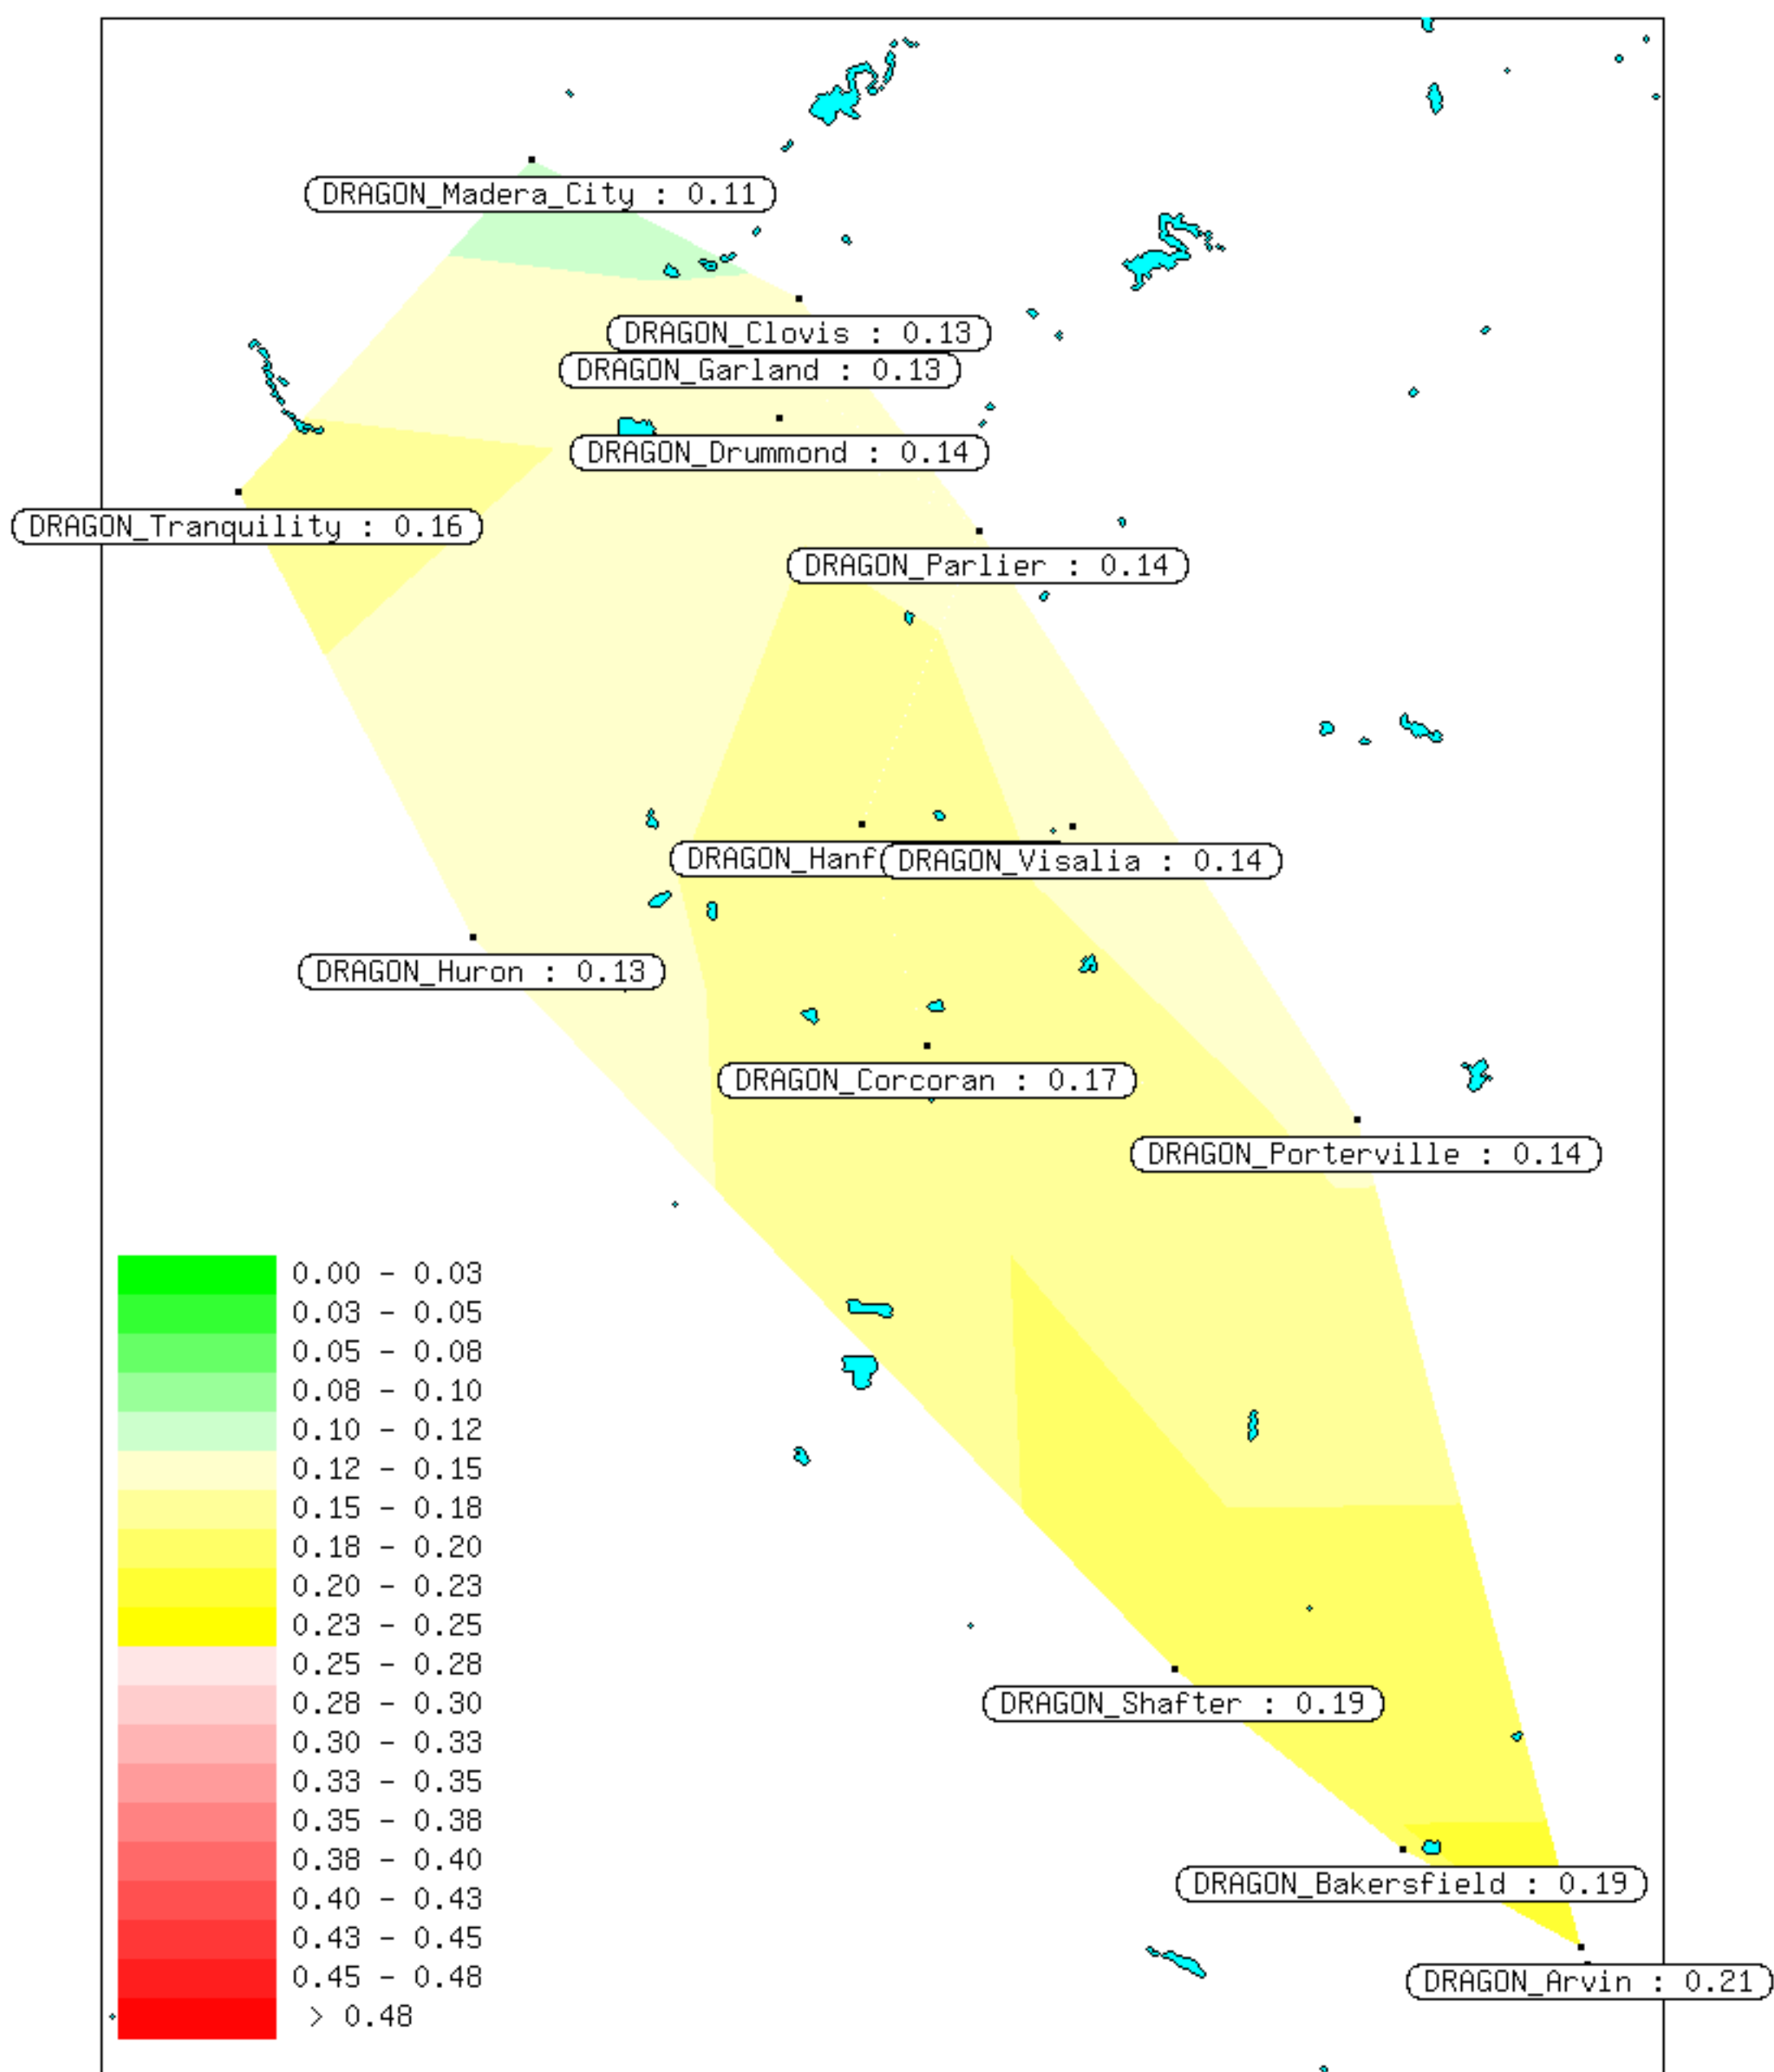 DRAGON_Madera_City : 0.11
DRAGON_Clovis : 0.13
DRAGON_Garland : 0.13
DRAGON_Drummond : 0.14
DRAGON_Tranquility : 0.16
DRAGON_Parlier : 0.14
DRAGON_Hanf
DRAGON_Visalia : 0.14
DRAGON_Huron : 0.13
DRAGON_Corcoran : 0.17
DRAGON_Porterville : 0.14
0.00 - 0.03
0.03 - 0.05
0.05 - 0.08
0.08 - 0.10
0.10 - 0.12
0.12 - 0.15
0.15 - 0.18
0.18 - 0.20
0.20 - 0.23
0.23 - 0.25
0.25 - 0.28
0.28 - 0.30
0.30 - 0.33
0.33 - 0.35
0.35 - 0.38
0.38 - 0.40
0.40 - 0.43
0.43 - 0.45
0.45 - 0.48
> 0.48
DRAGON_Shafter : 0.19
DRAGON_Bakersfield : 0.19
DRAGON_Arvin : 0.21